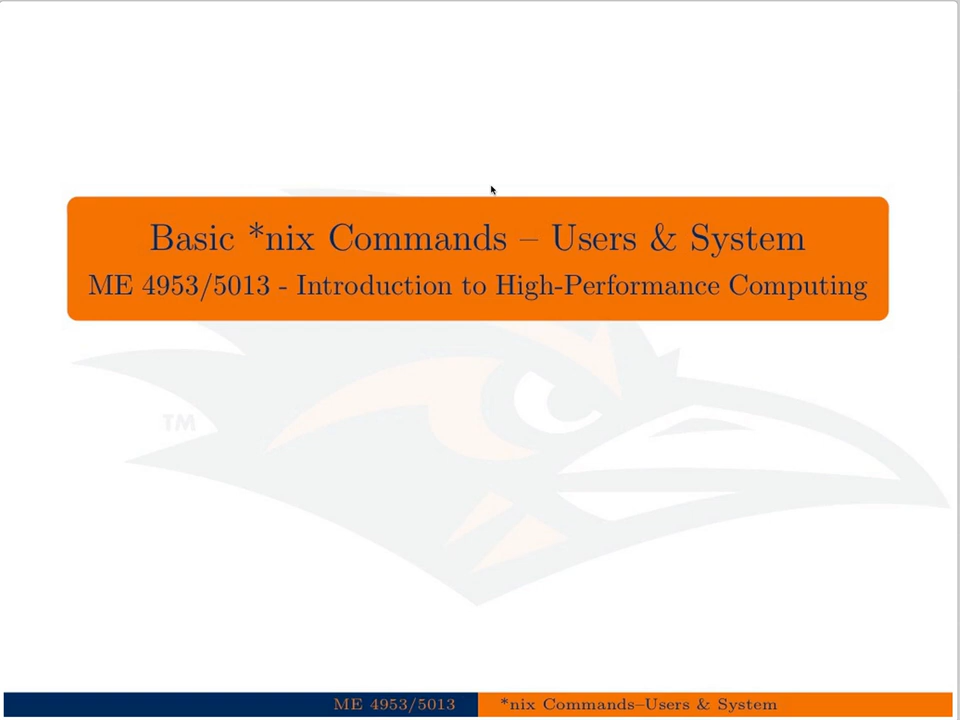 Basic *nix Commands – Users & System
ME 4953/5013 - Introduction to High-Performance Computing
TM
ME 4953/5013
*nix Commands–Users & System